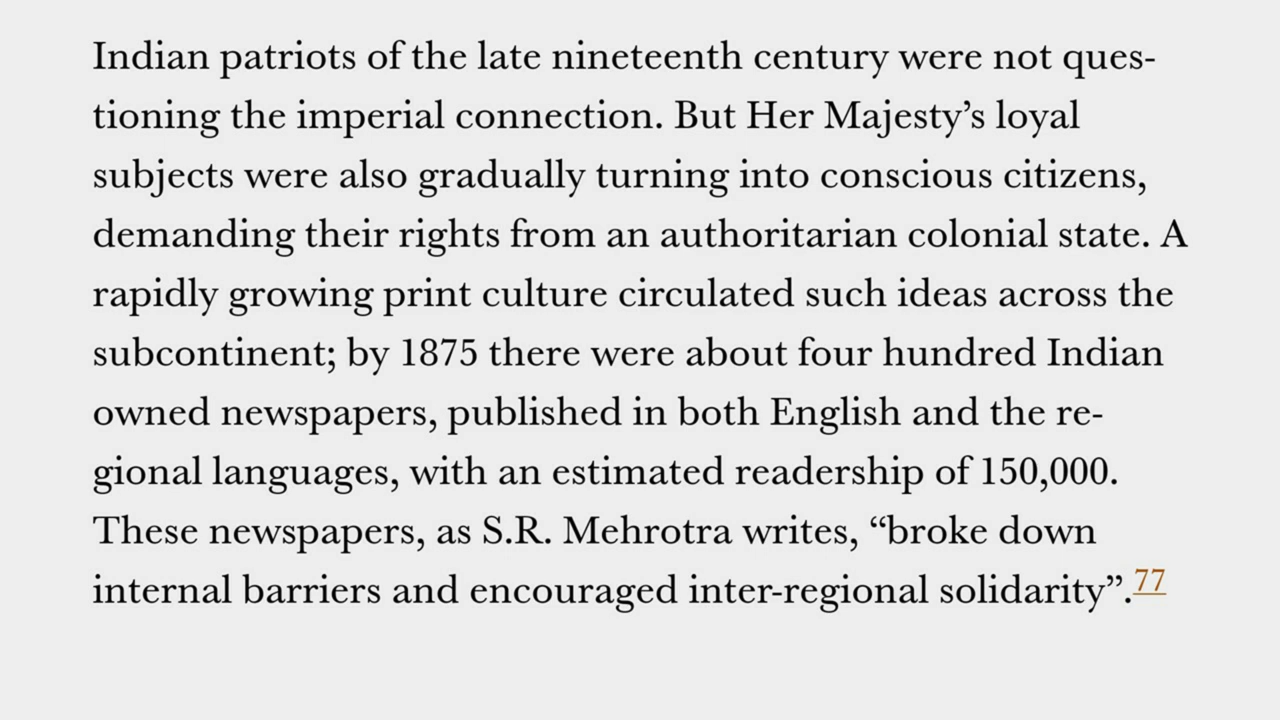 Indian patriots of the late nineteenth century were not ques-
tioning the imperial connection. But Her Majesty’s loyal
subjects were also gradually turning into conscious citizens,
demanding their rights from an authoritarian colonial state. A
rapidly growing print culture circulated such ideas across the
subcontinent; by 1875 there were about four hundred Indian
owned newspapers, published in both English and the re-
gional languages, with an estimated readership of 150,000.
These newspapers, as S.R. Mehrotra writes, “broke down
internal barriers and encouraged inter-regional solidarity”.77